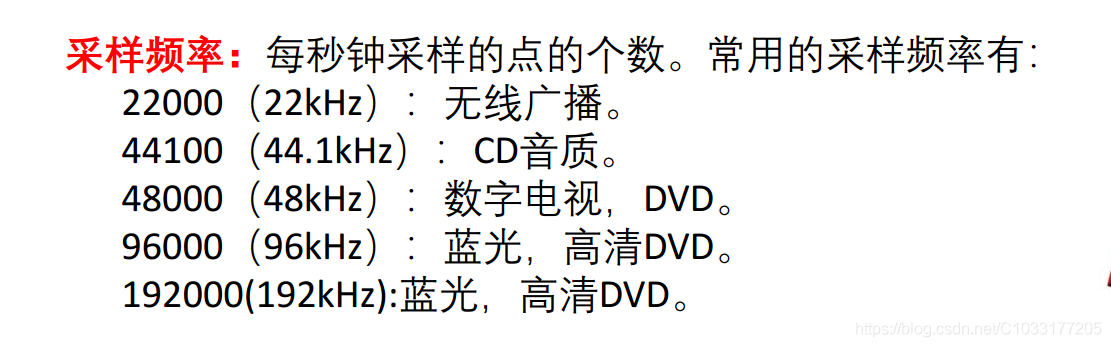 采样频率：每秒钟采样的点的个数。常用的采样频率有：
22000（22kHz）：无线广播。
44100（44.1kHz）：CD音质。
48000（48kHz）：数字电视，DVD。
96000（96kHz）：蓝光，高清DVD。
192000(192kHz):蓝光，高清DVD。
https://blog.csdn.net/C1033177205